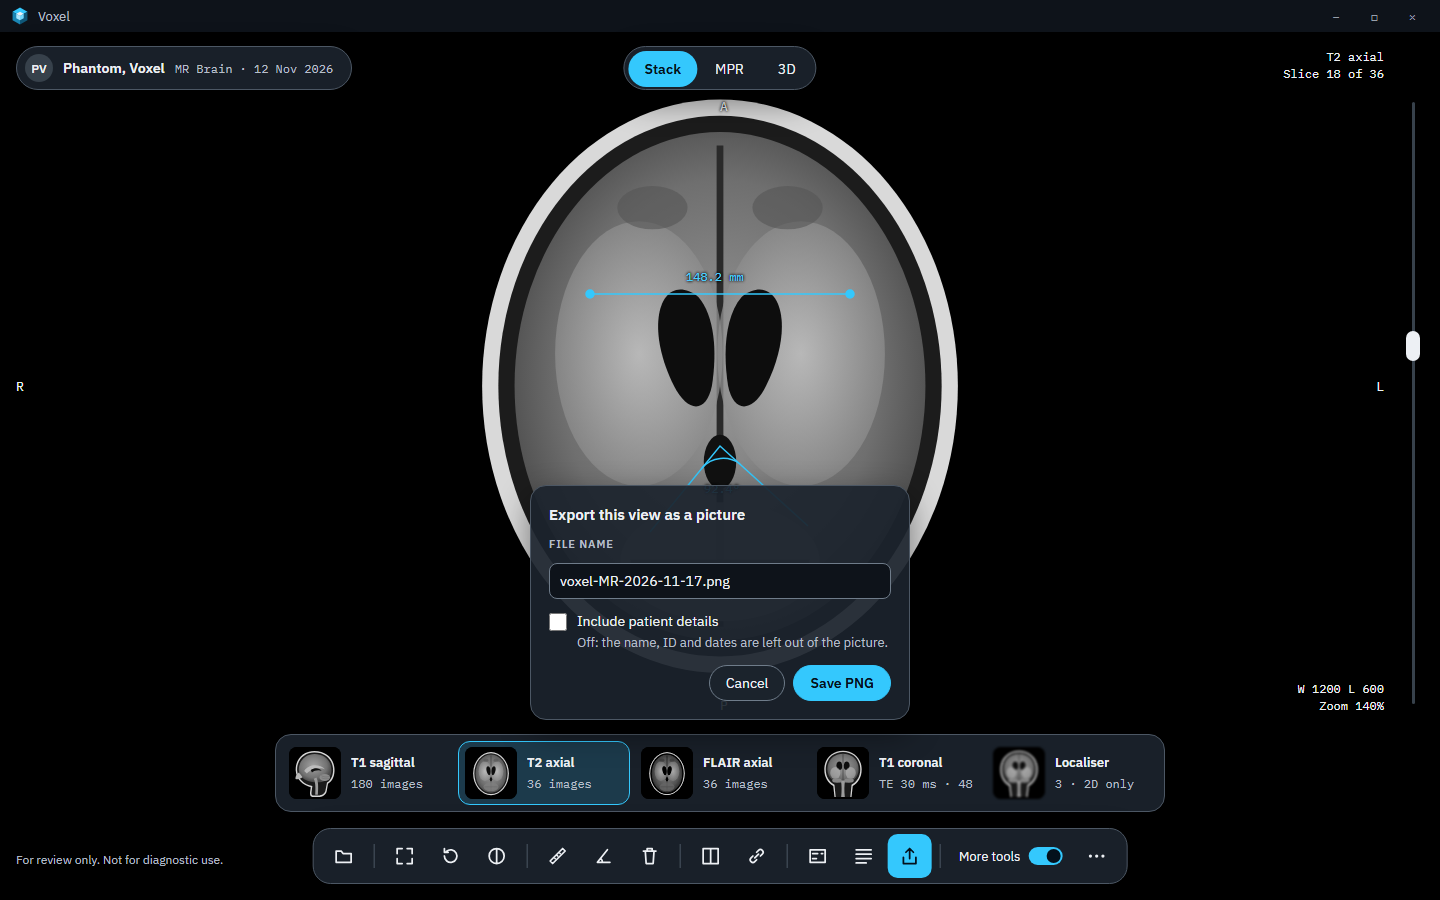 Voxel
PV Phantom, Voxel MR Brain · 12 Nov 2026
Stack MPR 3D
T2 axial
Slice 18 of 36
A
148.2 mm
R
L
Export this view as a picture
FILE NAME
voxel-MR-2026-11-17.png
Include patient details
Off: the name, ID and dates are left out of the picture.
Cancel Save PNG
P
W 1200 L 600
Zoom 140%
T1 sagittal
180 images
T2 axial
36 images
FLAIR axial
36 images
T1 coronal
TE 30 ms · 48
Localiser
3 · 2D only
For review only. Not for diagnostic use.
More tools